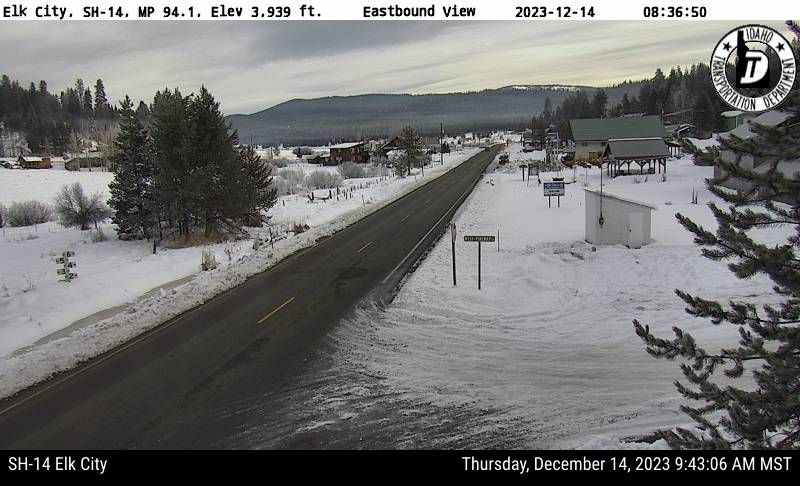 Elk City, SH-14, MP 94.1, Elev 3,939 ft. Eastbound View 2023-12-14 08:36:50
IDAHO
TRANSPORTATION DEPARTMENT
SH-14 Elk City Thursday, December 14, 2023 9:43:06 AM MST